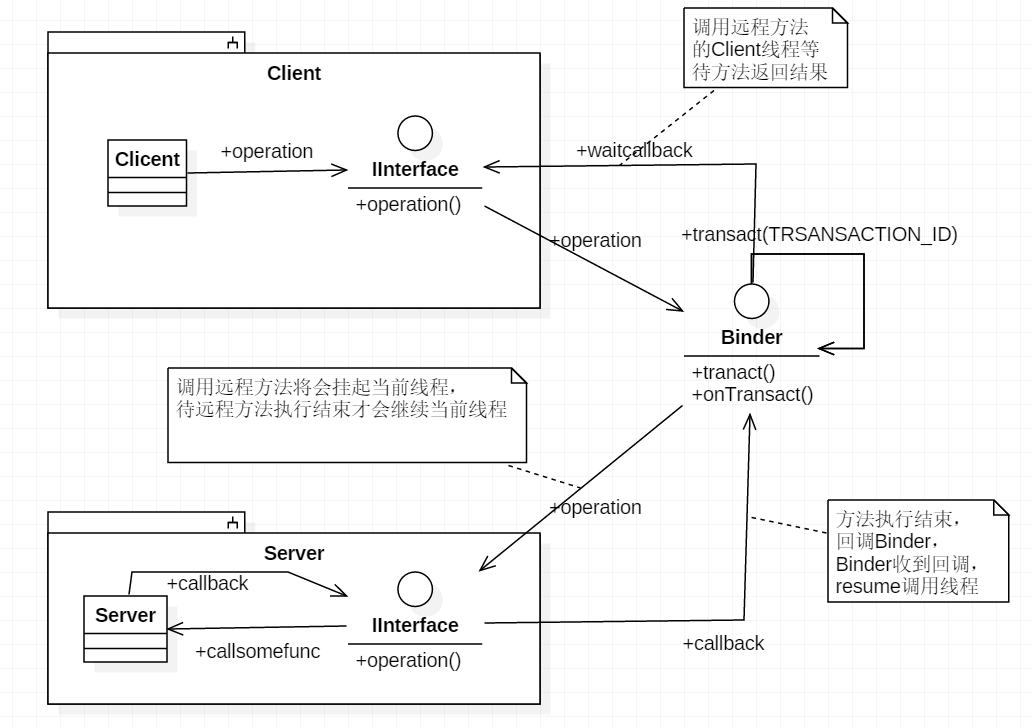 调用远程方法
的Client线程等
待方法返回结果
Client
Clicent
+operation
IInterface
+operation()
+waitcallback
+operation
+transact(TRSANSACTION_ID)
Binder
+tranact()
+onTransact()
调用远程方法将会挂起当前线程，
待远程方法执行结束才会继续当前线程
+operation
方法执行结束，
回调Binder，
Binder收到回调，
resume调用线程
Server
+callback
Server
IInterface
+operation()
+callsomefunc
+callback